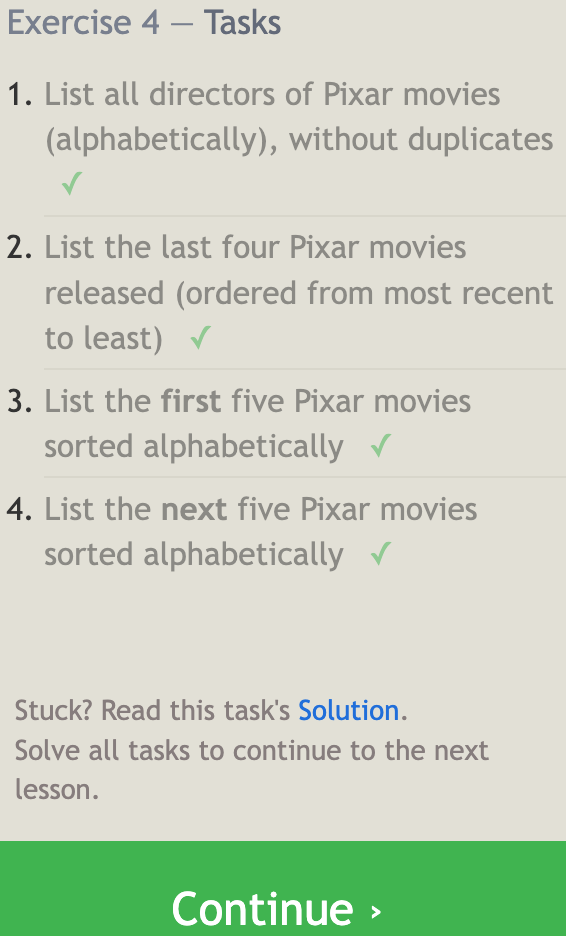 Exercise 4 — Tasks
1. List all directors of Pixar movies
(alphabetically), without duplicates
✓
2. List the last four Pixar movies
released (ordered from most recent
to least) ✓
3. List the first five Pixar movies
sorted alphabetically ✓
4. List the next five Pixar movies
sorted alphabetically ✓
Stuck? Read this task's Solution.
Solve all tasks to continue to the next
lesson.
Continue ›